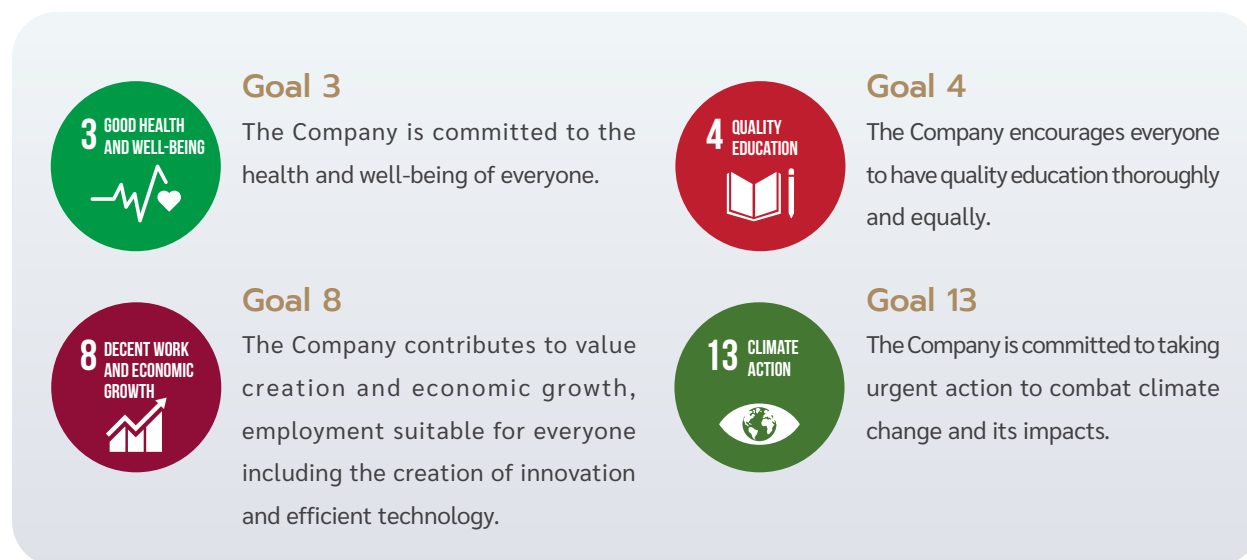 3 GOOD HEALTH
AND WELL-BEING
Goal 3
The Company is committed to the
health and well-being of everyone.
4 QUALITY
EDUCATION
Goal 4
The Company encourages everyone
to have quality education thoroughly
and equally.
8 DECENT WORK
AND ECONOMIC
GROWTH
Goal 8
The Company contributes to value
creation and economic growth,
employment suitable for everyone
including the creation of innovation
and efficient technology.
13 CLIMATE
ACTION
Goal 13
The Company is committed to taking
urgent action to combat climate
change and its impacts.